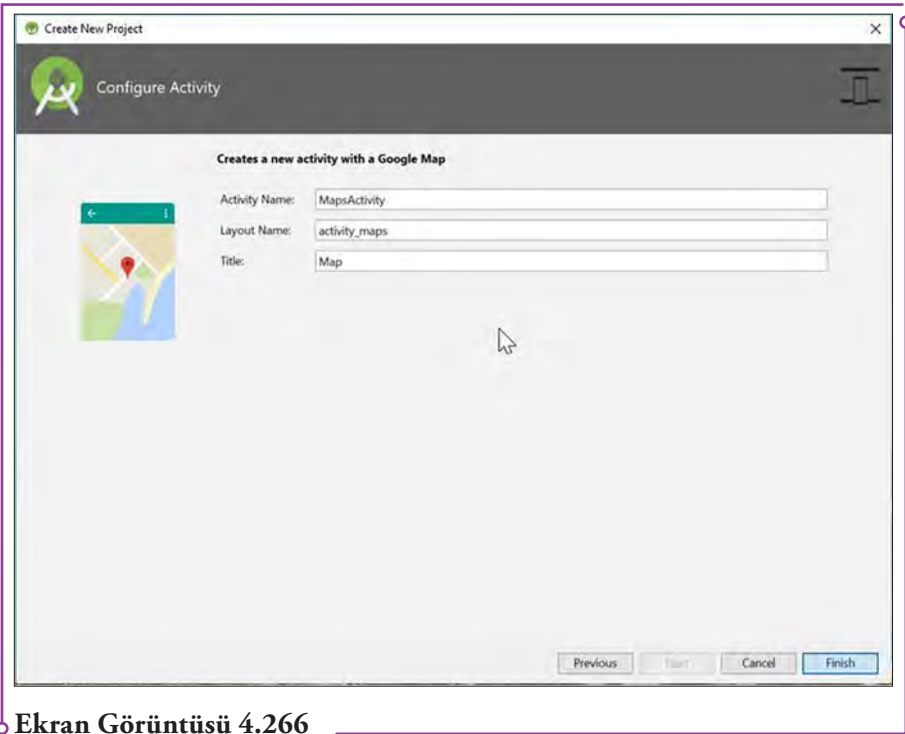 Create New Project
Configure Activity
Creates a new activity with a Google Map
Activity Name: MapsActivity
Layout Name: activity_maps
Title: Map
Previous Next Cancel Finish
Ekran Görüntüsü 4.266